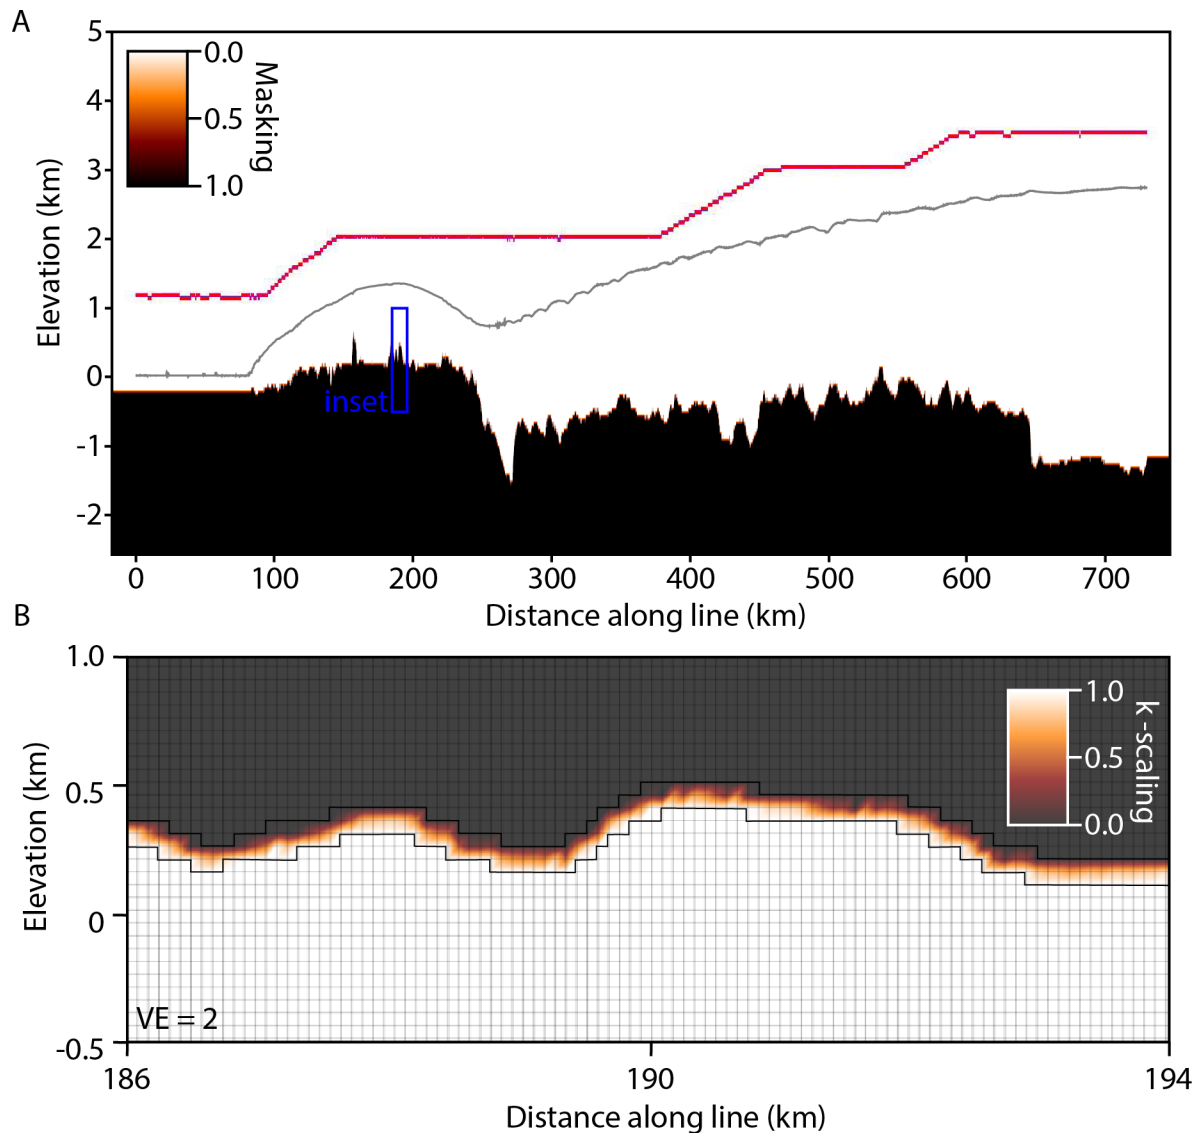 A
5
4
3
2
1
0
-1
-2
Elevation (km)
0.0
0.5
1.0
Masking
inset
0 100 200 300 400 500 600 700
Distance along line (km)
B
1.0
0.5
0
-0.5
Elevation (km)
1.0
0.5
0.0
k -scaling
VE = 2
186 190 194
Distance along line (km)